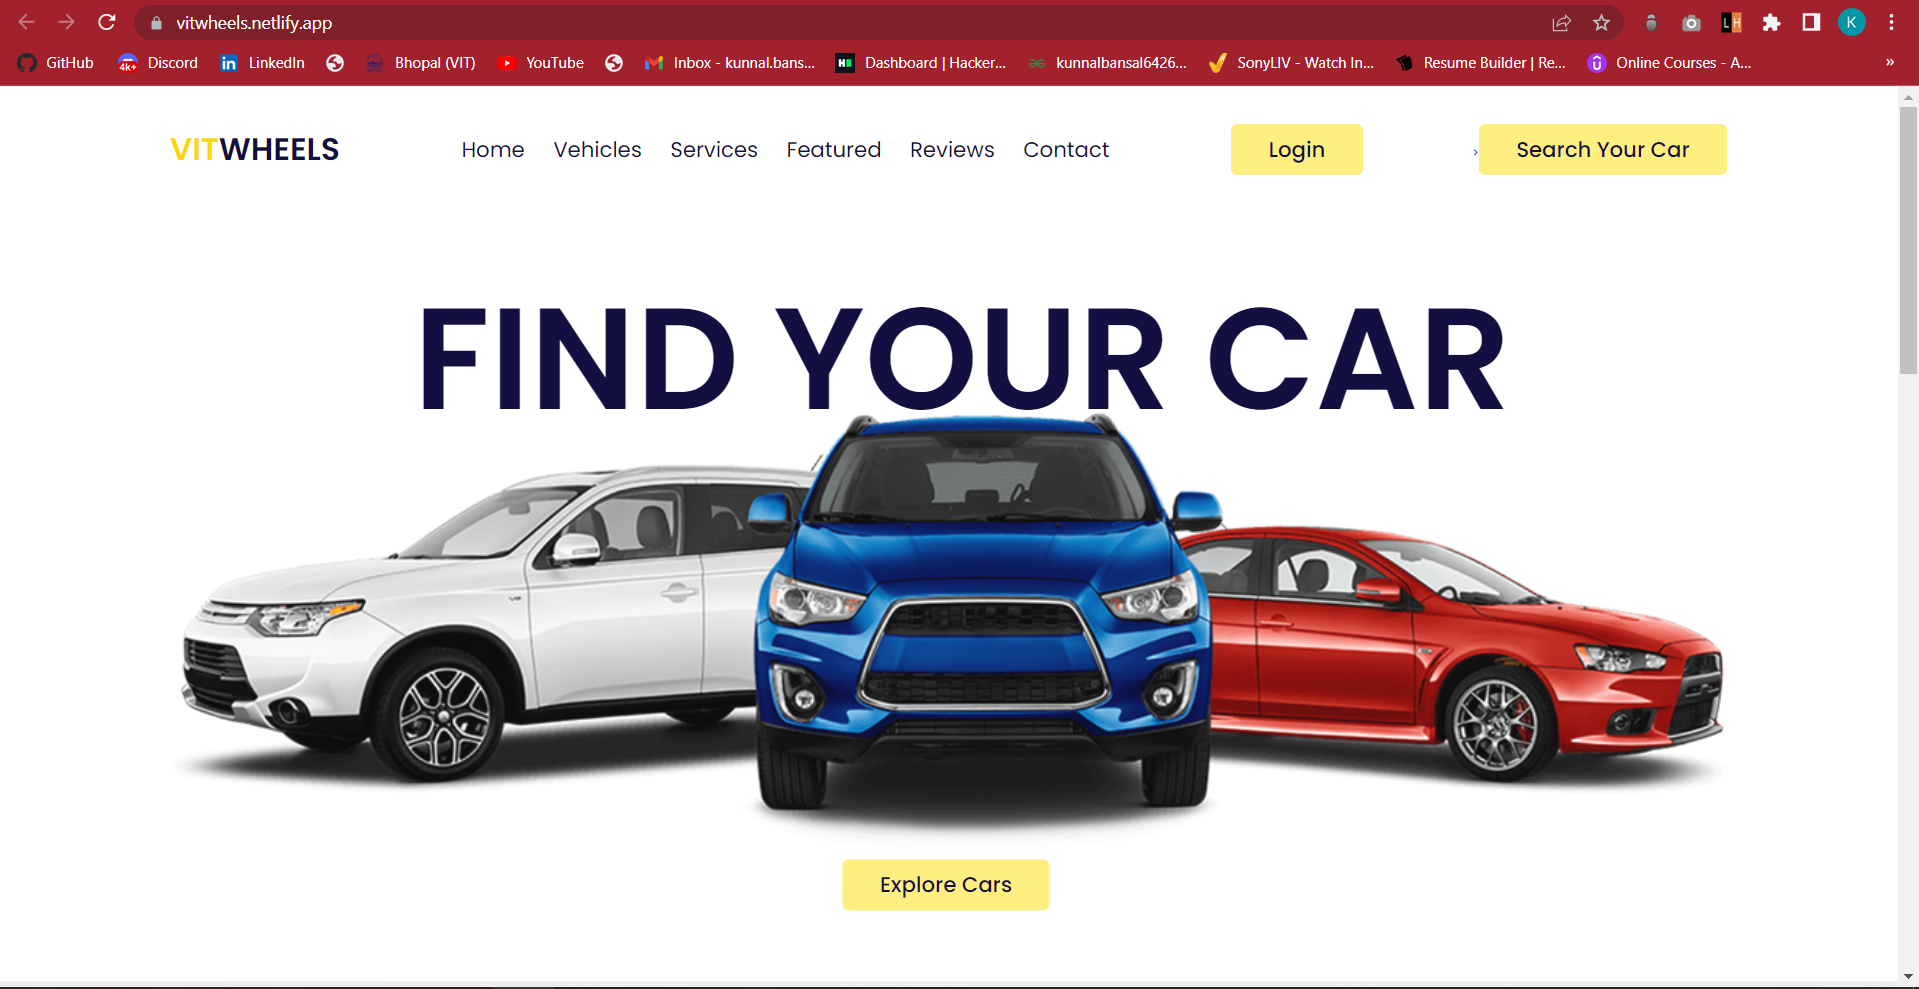 vitwheels.netlify.app
K
GitHub
4k+
Discord
LinkedIn
Bhopal (VIT)
YouTube
Inbox - kunnal.bans...
Dashboard | Hacker...
kunnalbansal6426...
SonyLIV - Watch In...
Resume Builder | Re...
Online Courses - A...
»
VITWHEELS
Home
Vehicles
Services
Featured
Reviews
Contact
Login
>
Search Your Car
FIND YOUR CAR
Explore Cars